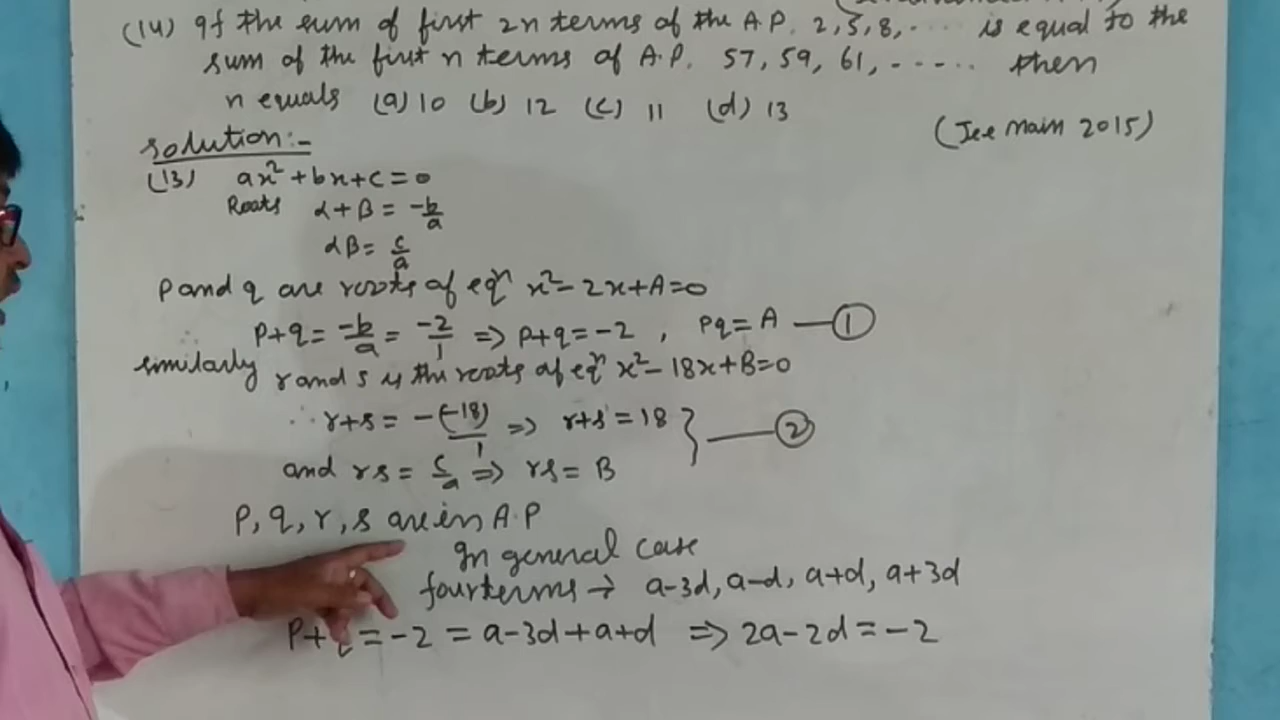 (14) If the sum of first 2n terms of the A.P. 2, 5, 8, ..... is equal to the
sum of the first n terms of A.P. 57, 59, 61, ...... then
n equals (a) 10 (b) 12 (c) 11 (d) 13
(Jee main 2015)
solution:-
(13) ax²+bx+c=0
Roots α+β = -b/a
αβ = c/a
p and q are roots of eqⁿ x²-2x+A=0
p+q = -b/a = -2/1 => p+q = -2, pq = A —①
similarly r and s is the roots of eqⁿ x²-18x+B=0
∴ r+s = -(-18)/1 => r+s = 18
and rs = c/a => rs = B } —②
p, q, r, s are in A.P
In general case
four terms → a-3d, a-d, a+d, a+3d
p+q = -2 = a-3d+a+d => 2a-2d = -2